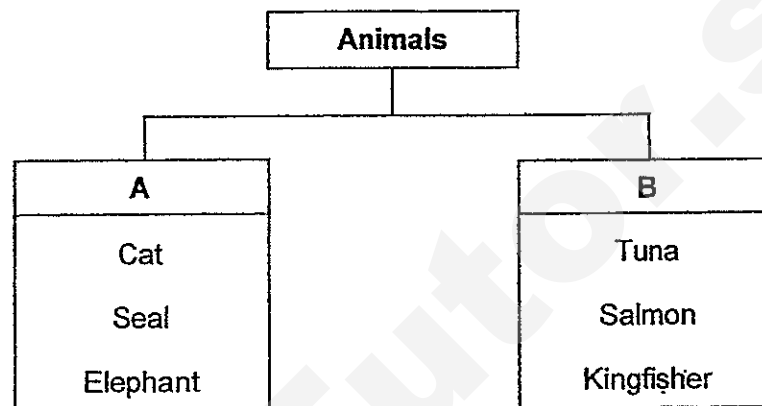 Animals
A
B
Cat
Tuna
Seal
Salmon
Elephant
Kingfisher